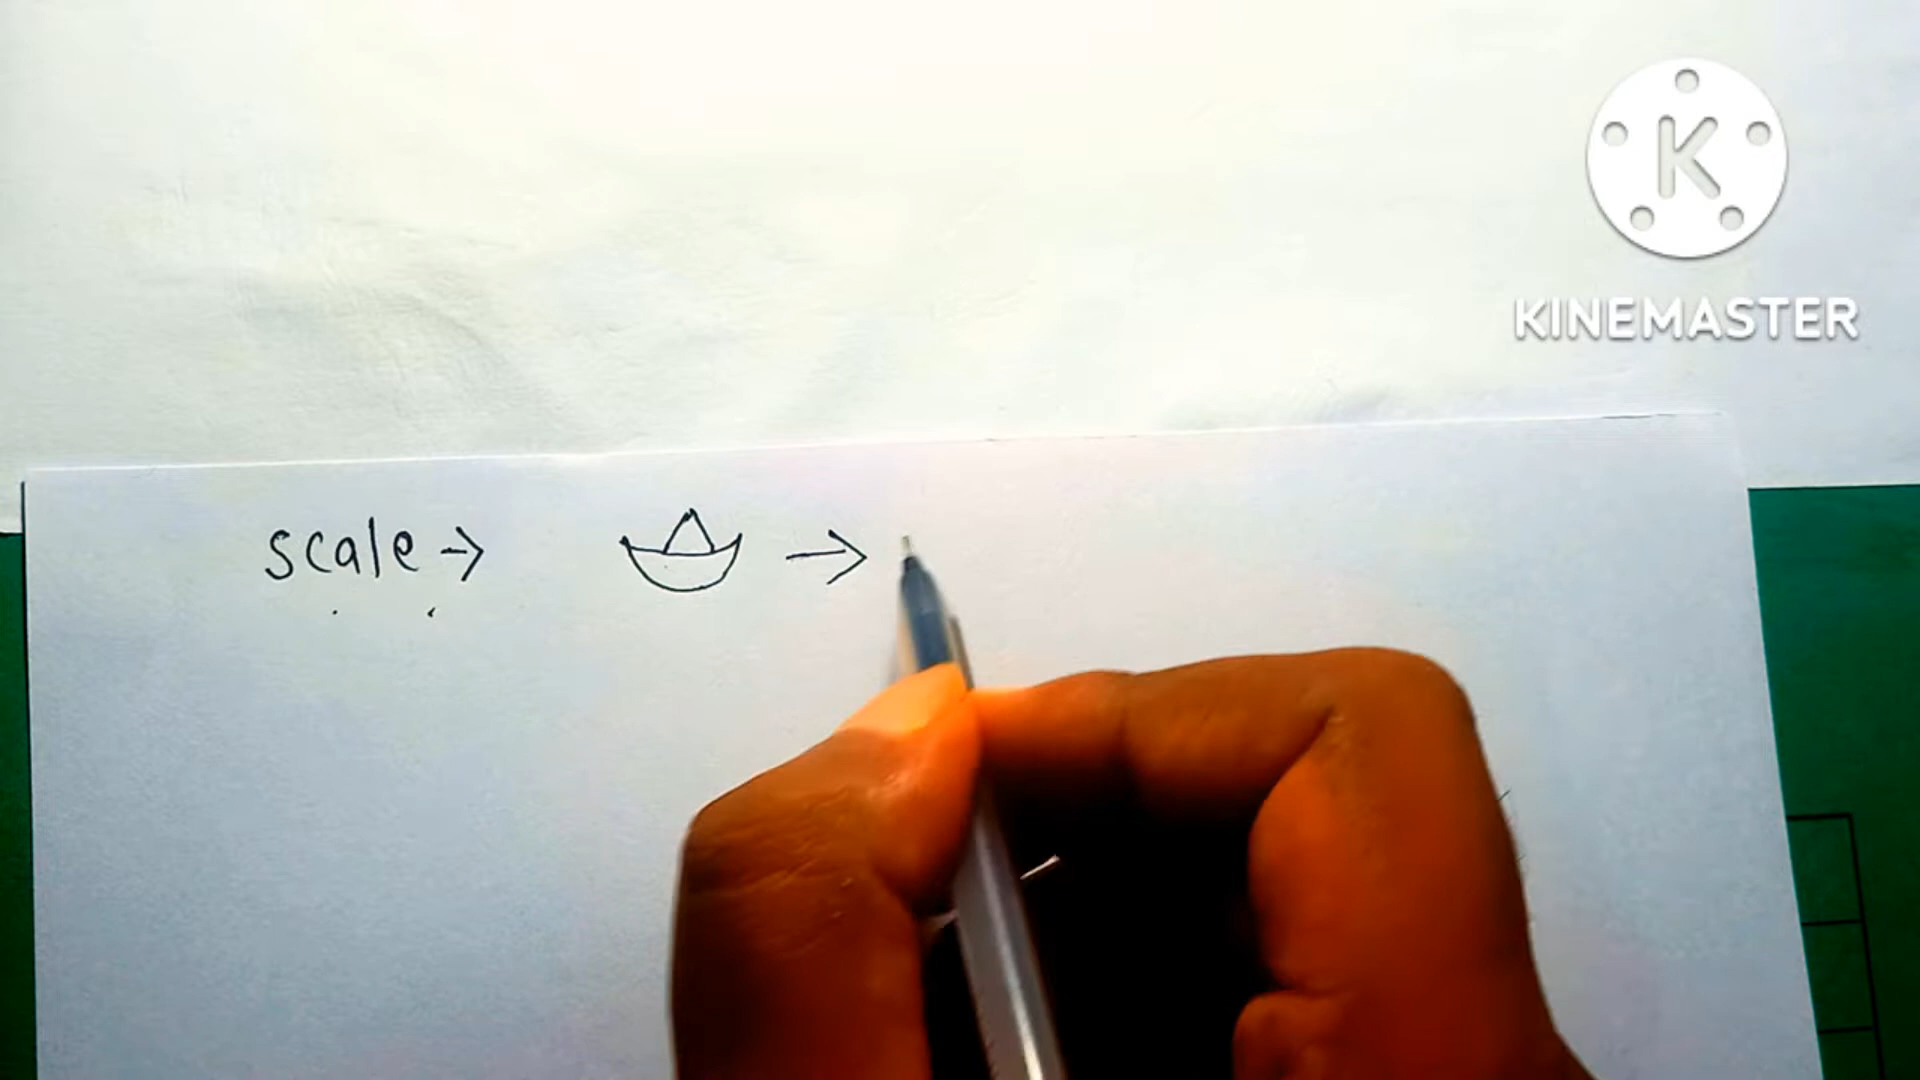 K
KINEMASTER
scale →     →